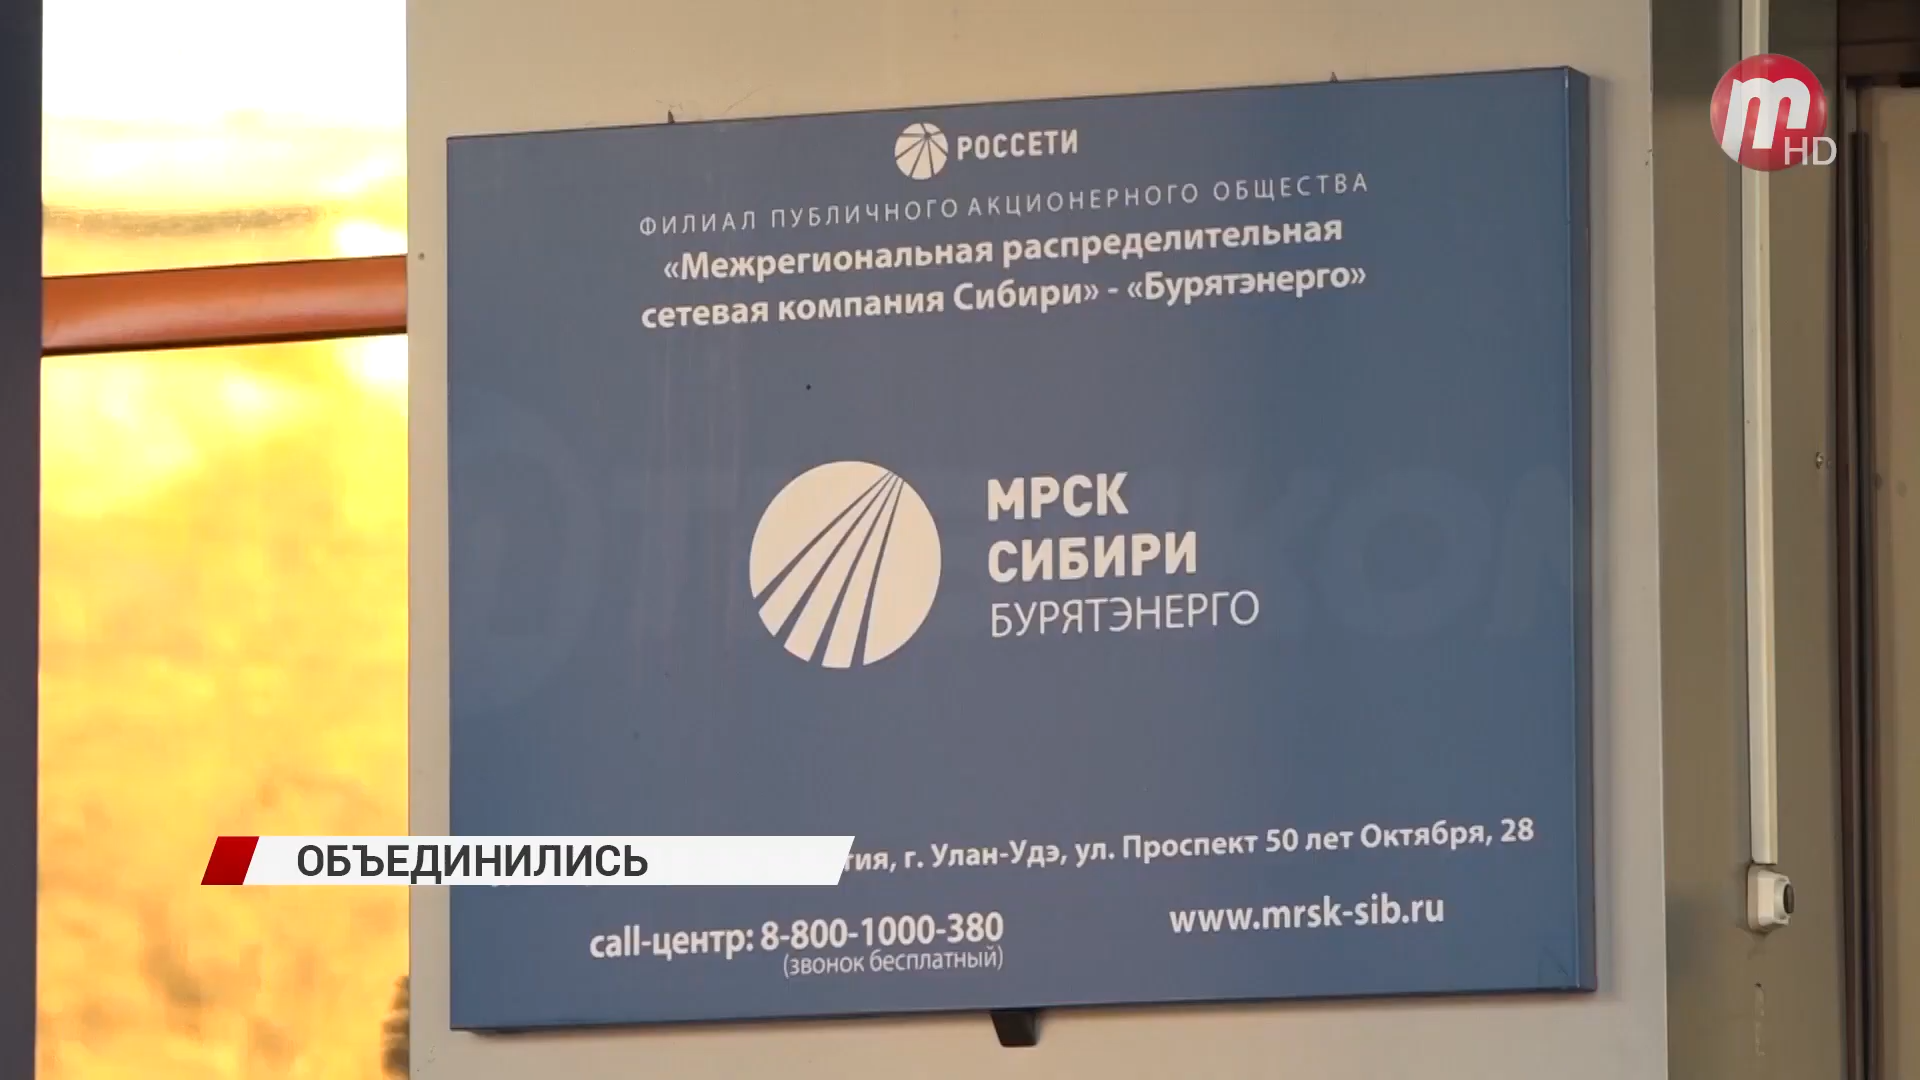 РОССЕТИ
ФИЛИАЛ ПУБЛИЧНОГО АКЦИОНЕРНОГО ОБЩЕСТВА
«Межрегиональная распределительная
сетевая компания Сибири» - «Бурятэнерго»
МРСК
СИБИРИ
БУРЯТЭНЕРГО
г. Улан-Удэ, ул. Проспект 50 лет Октября, 28
call-центр: 8-800-1000-380
(звонок бесплатный)
www.mrsk-sib.ru
ОБЪЕДИНИЛИСЬ
m HD